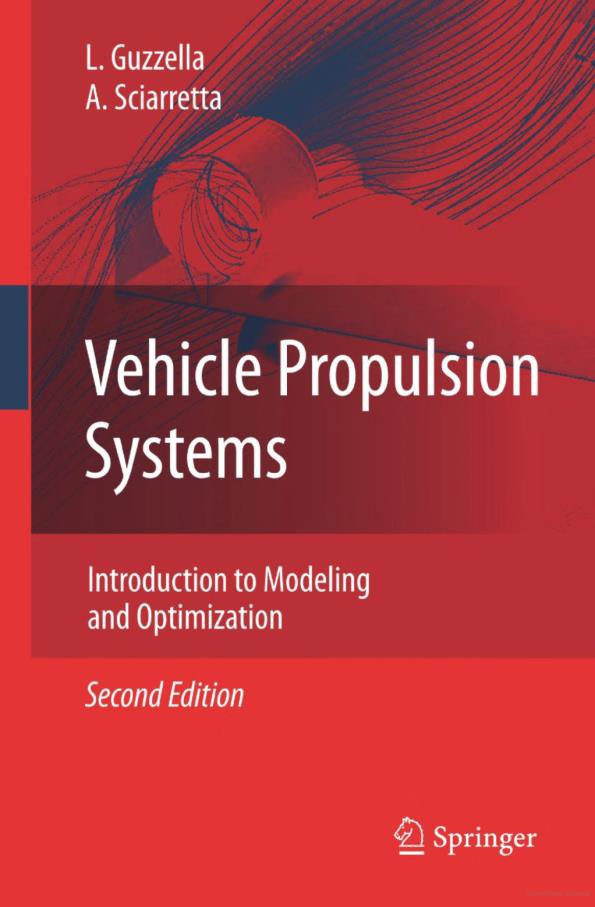 L. Guzzella
A. Sciarretta
Vehicle Propulsion
Systems
Introduction to Modeling
and Optimization
Second Edition
Springer